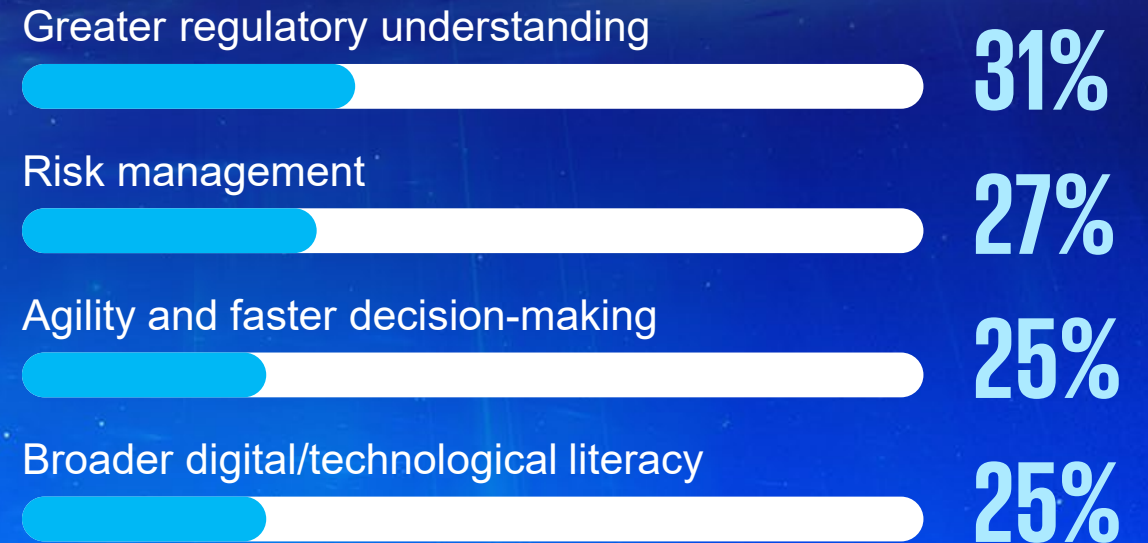 Greater regulatory understanding
31%
Risk management
27%
Agility and faster decision-making
25%
Broader digital/technological literacy
25%